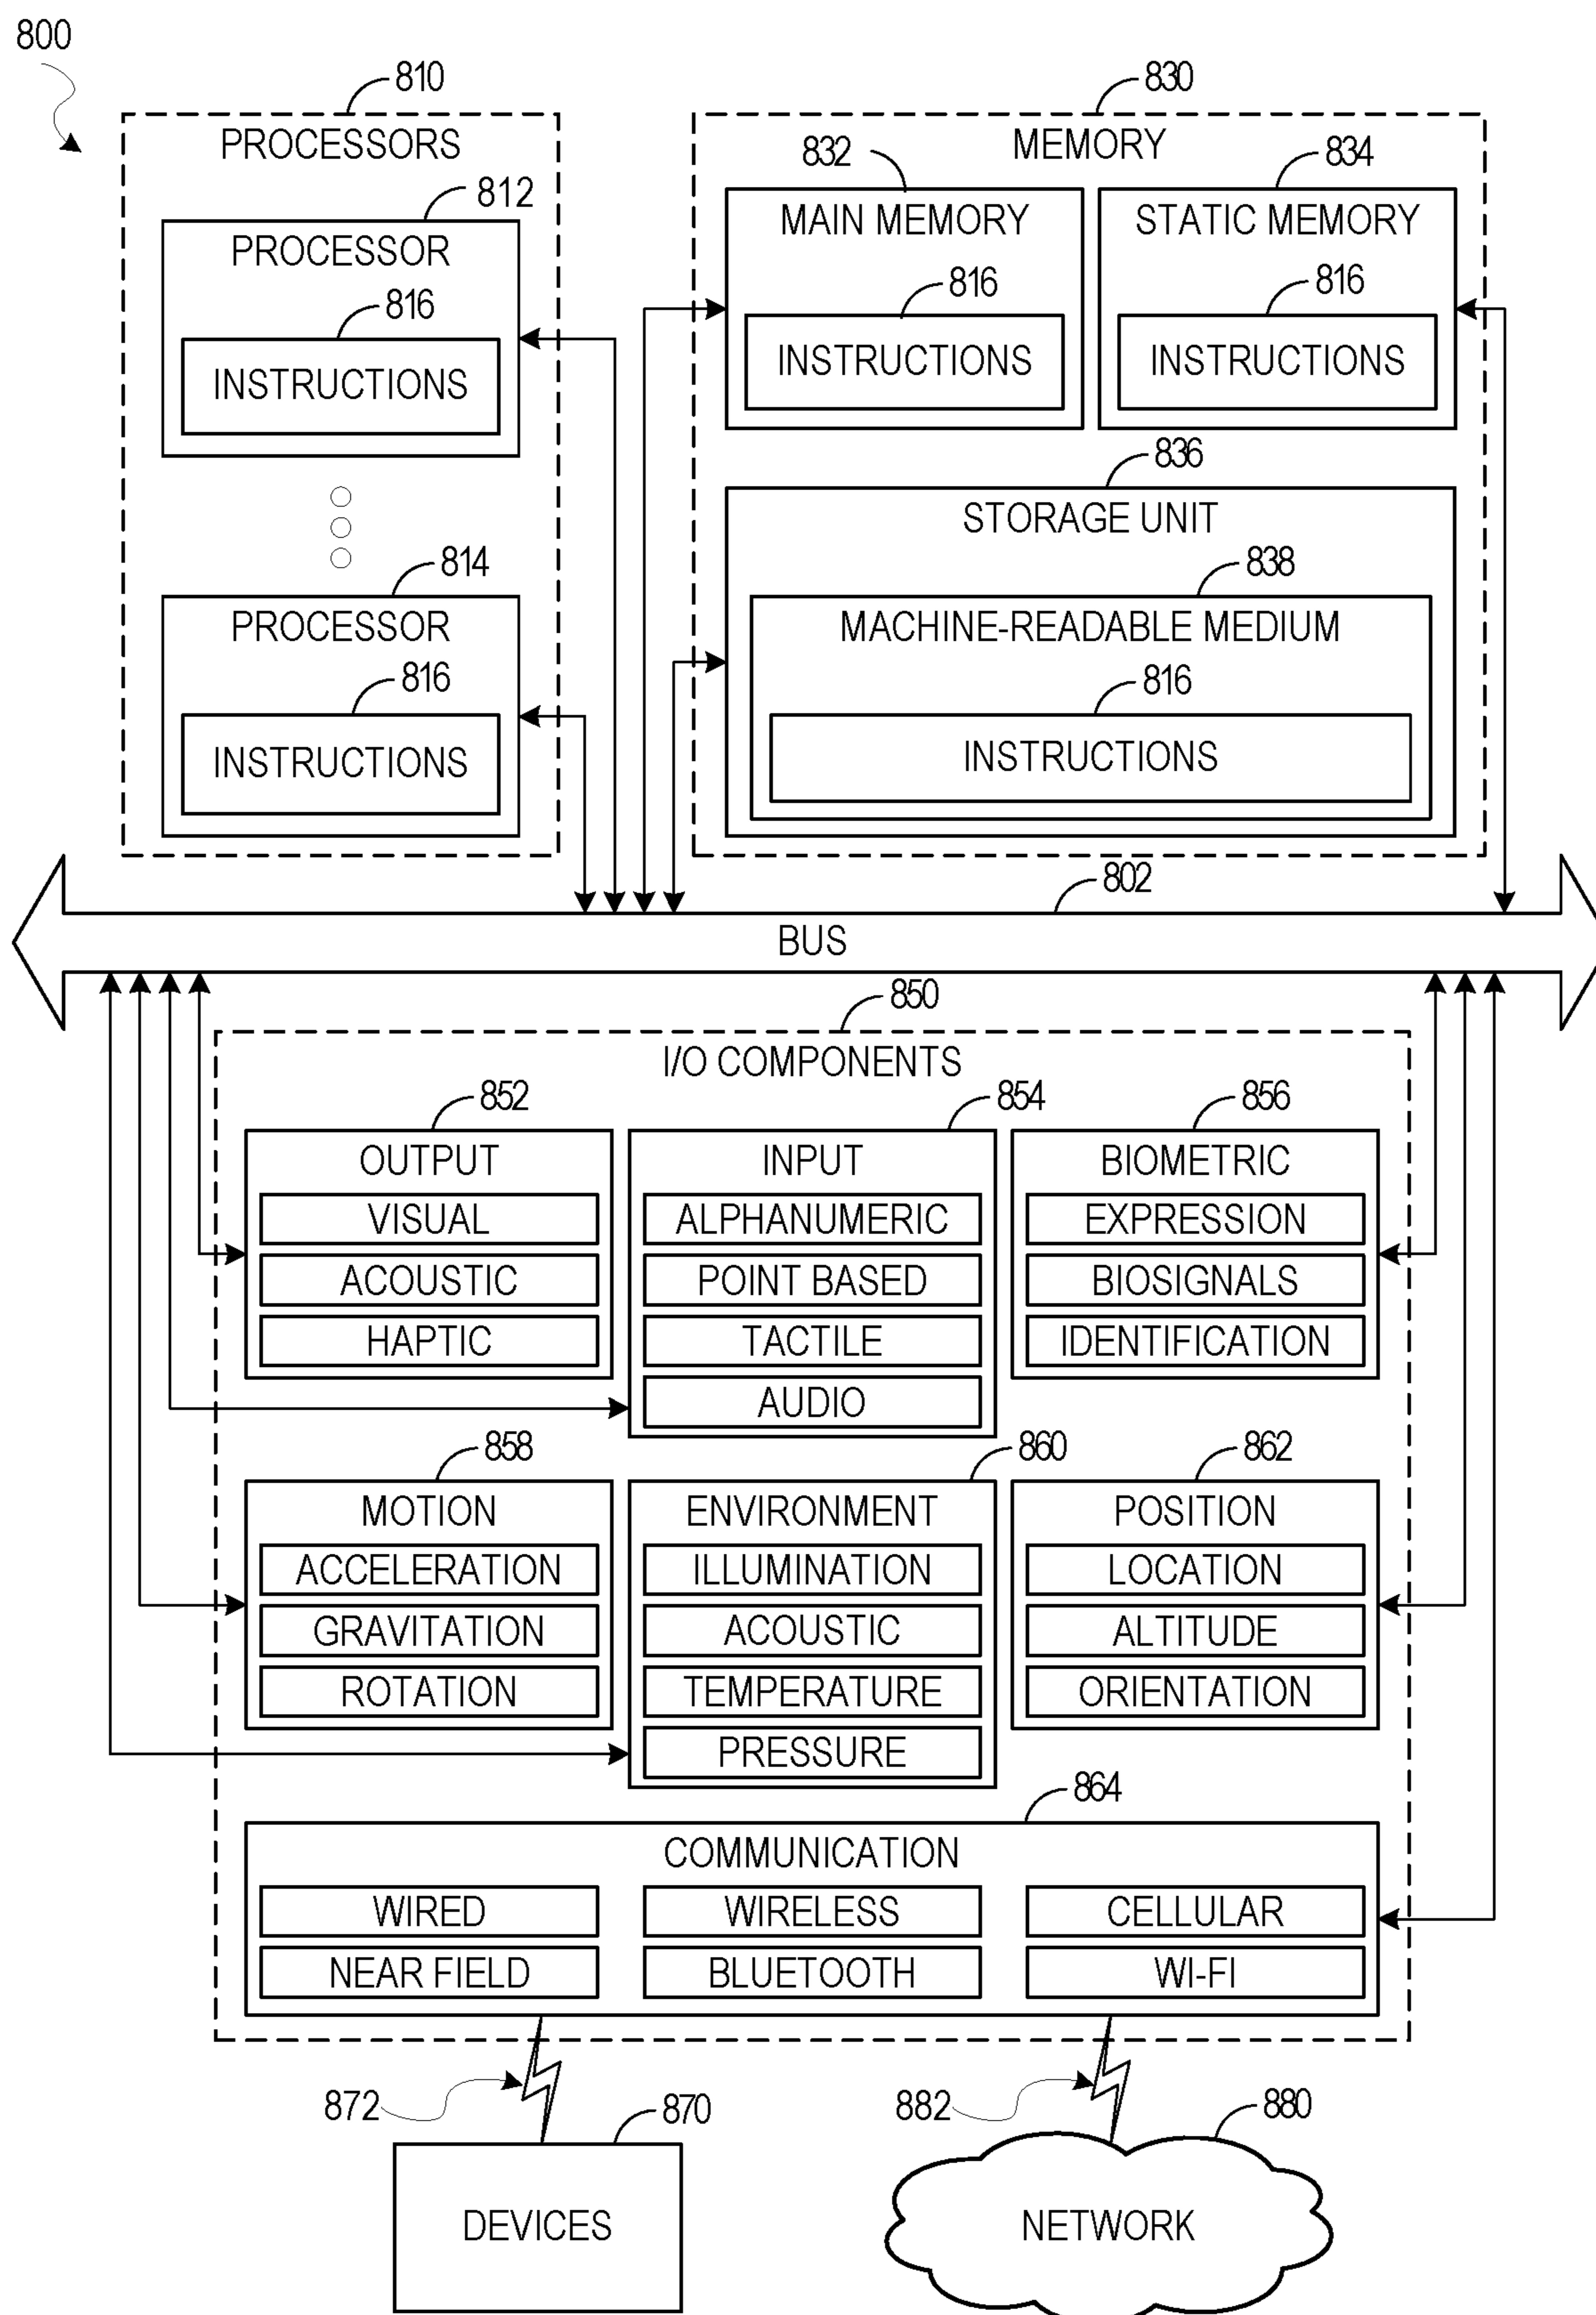 800
810
830
PROCESSORS
MEMORY
832
834
812
PROCESSOR
MAIN MEMORY
STATIC MEMORY
816
816
816
INSTRUCTIONS
INSTRUCTIONS
INSTRUCTIONS
836
STORAGE UNIT
814
838
PROCESSOR
MACHINE-READABLE MEDIUM
816
816
INSTRUCTIONS
INSTRUCTIONS
802
BUS
850
I/O COMPONENTS
852
854
856
OUTPUT
INPUT
BIOMETRIC
VISUAL
ALPHANUMERIC
EXPRESSION
ACOUSTIC
POINT BASED
BIOSIGNALS
HAPTIC
TACTILE
IDENTIFICATION
AUDIO
858
860
862
MOTION
ENVIRONMENT
POSITION
ACCELERATION
ILLUMINATION
LOCATION
GRAVITATION
ACOUSTIC
ALTITUDE
ROTATION
TEMPERATURE
ORIENTATION
PRESSURE
864
COMMUNICATION
WIRED
WIRELESS
CELLULAR
NEAR FIELD
BLUETOOTH
WI-FI
872
870
882
880
DEVICES
NETWORK